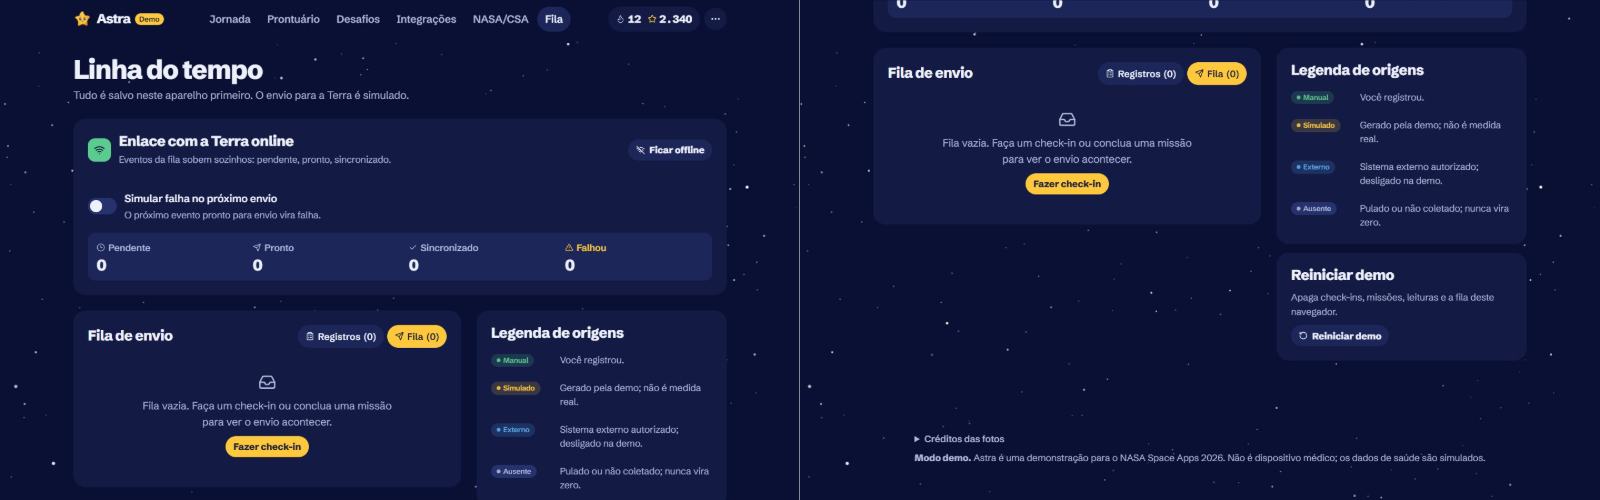 Astra Demo Jornada Prontuário Desafios Integrações NASA/CSA Fila 12 2.340
Linha do tempo
Tudo é salvo neste aparelho primeiro. O envio para a Terra é simulado.
Enlace com a Terra online
Eventos da fila sobem sozinhos: pendente, pronto, sincronizado.
Ficar offline
Simular falha no próximo envio
O próximo evento pronto para envio vira falha.
Pendente Pronto Sincronizado Falhou
0 0 0 0
Fila de envio Registros (0) Fila (0)
Fila vazia. Faça um check-in ou conclua uma missão
para ver o envio acontecer.
Fazer check-in
Legenda de origens
Manual Você registrou.
Simulado Gerado pela demo; não é medida
real.
Externo Sistema externo autorizado;
desligado na demo.
Ausente Pulado ou não coletado; nunca vira
zero.
0 0 0 0
Fila de envio Registros (0) Fila (0)
Fila vazia. Faça um check-in ou conclua uma missão
para ver o envio acontecer.
Fazer check-in
Legenda de origens
Manual Você registrou.
Simulado Gerado pela demo; não é medida
real.
Externo Sistema externo autorizado;
desligado na demo.
Ausente Pulado ou não coletado; nunca vira
zero.
Reiniciar demo
Apaga check-ins, missões, leituras e a fila deste
navegador.
Reiniciar demo
Créditos das fotos
Modo demo. Astra é uma demonstração para o NASA Space Apps 2026. Não é dispositivo médico; os dados de saúde são simulados.